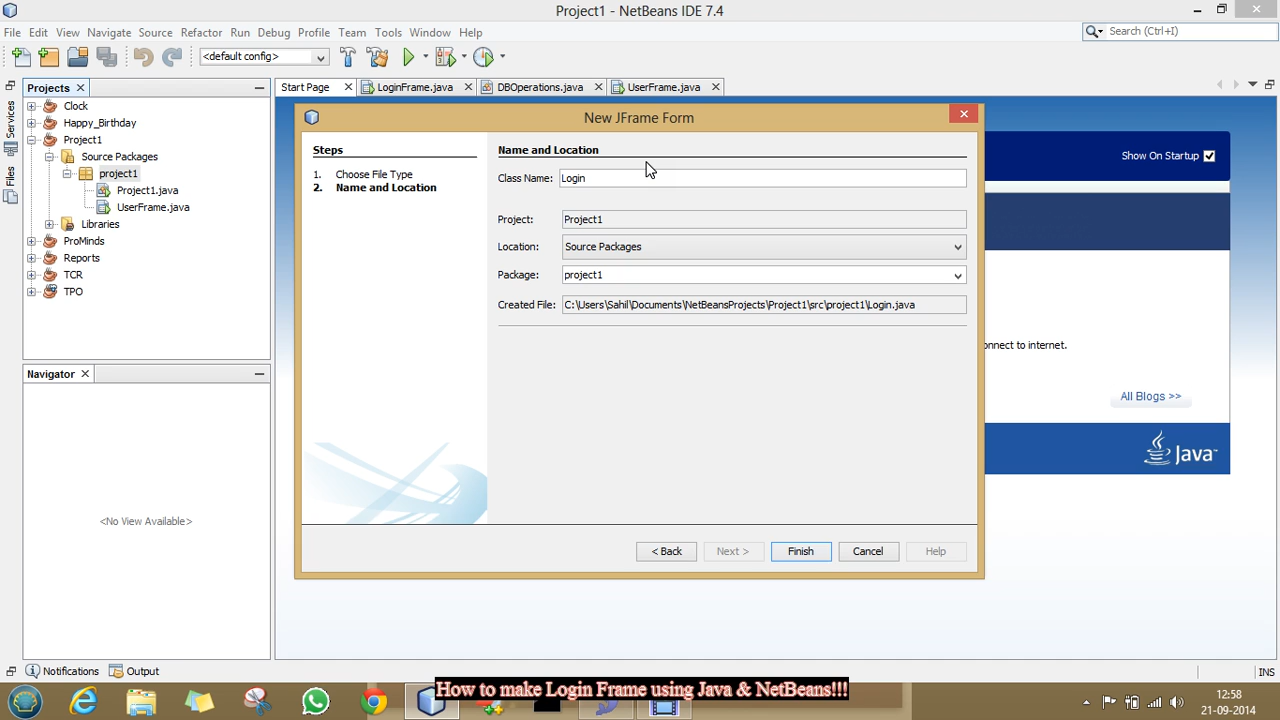 Project1 - NetBeans IDE 7.4
File Edit View Navigate Source Refactor Run Debug Profile Team Tools Window Help
Search (Ctrl+I)
<default config>
Projects
Start Page
LoginFrame.java
DBOperations.java
UserFrame.java
Services
Files
Clock
Happy_Birthday
Project1
Source Packages
project1
Project1.java
UserFrame.java
Libraries
ProMinds
Reports
TCR
TPO
New JFrame Form
Steps
1. Choose File Type
2. Name and Location
Name and Location
Class Name: Login
Project: Project1
Location: Source Packages
Package: project1
Created File: C:\Users\Sahil\Documents\NetBeansProjects\Project1\src\project1\Login.java
< Back
Next >
Finish
Cancel
Help
Show On Startup
nnect to internet.
All Blogs >>
Java
Navigator
<No View Available>
Notifications
Output
INS
How to make Login Frame using Java & NetBeans!!!
12:58
21-09-2014